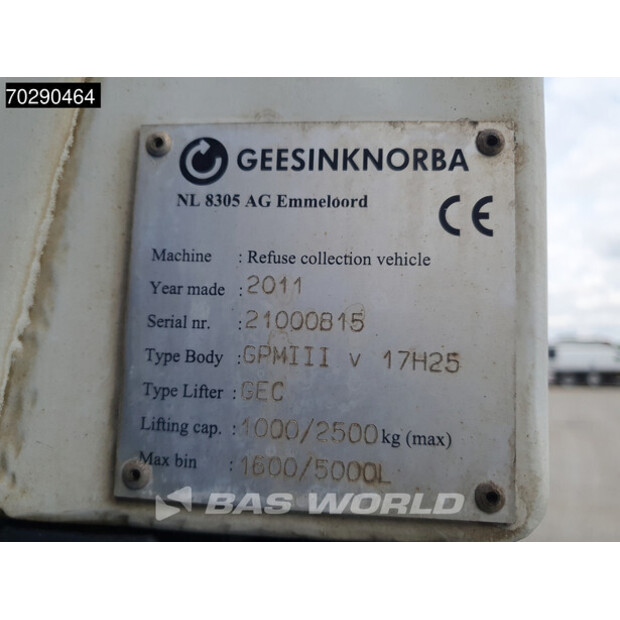 70290464
GEESINKNORBA
NL 8305 AG Emmeloord
CE
Machine : Refuse collection vehicle
Year made : 2011
Serial nr. : 21000815
Type Body : GPMIII v 17H25
Type Lifter : GEC
Lifting cap. : 1000/2500 kg (max)
Max bin : 1600/5000L
BAS WORLD